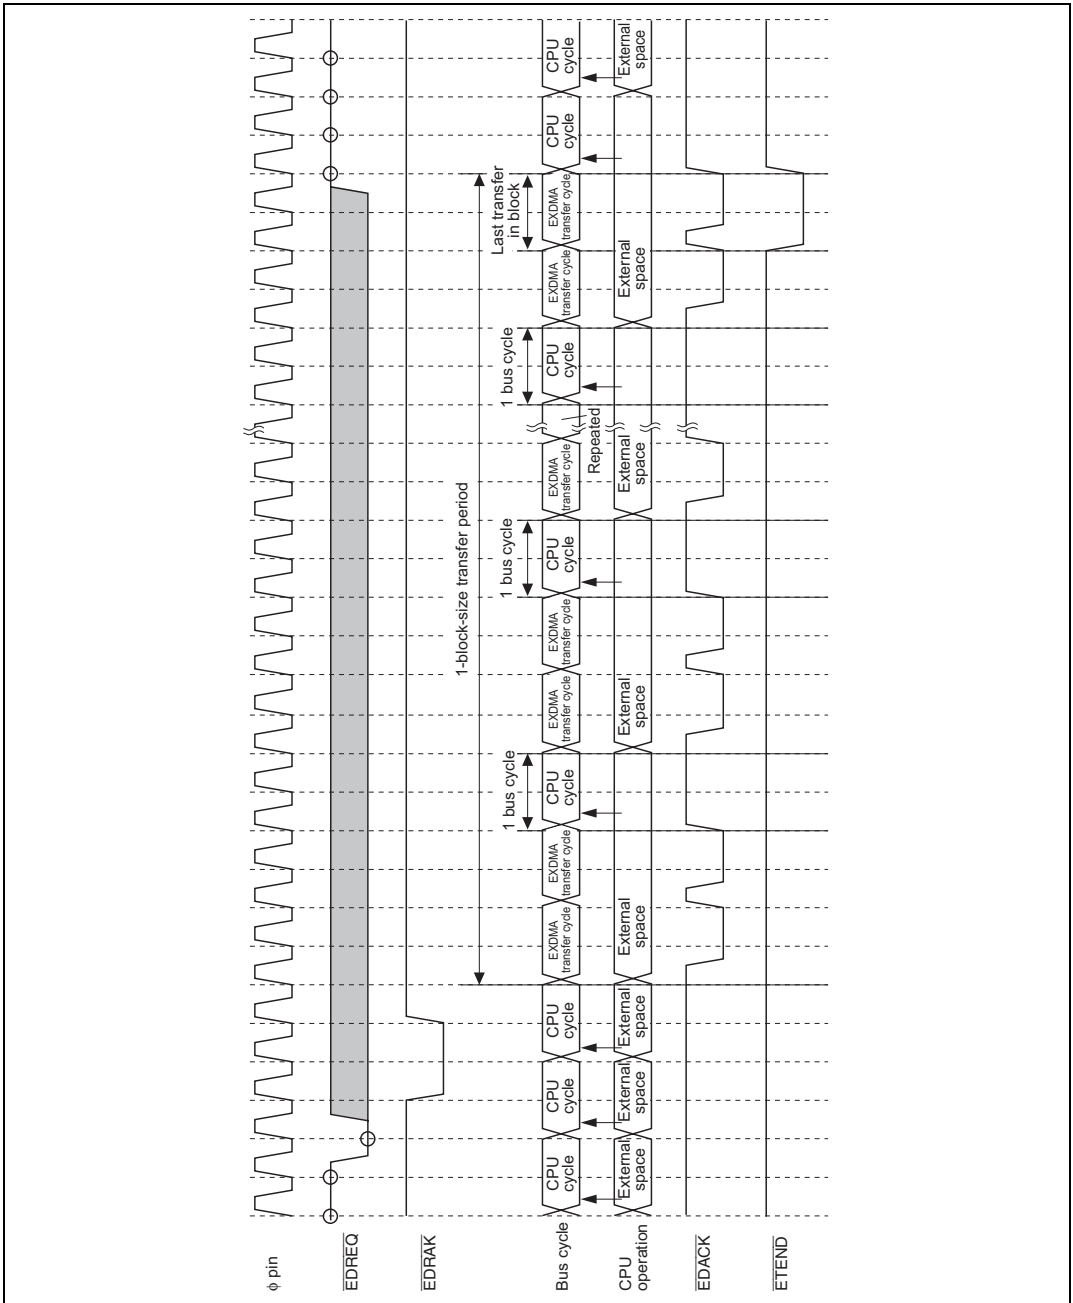 φ pin
EDREQ
EDRAK
1-block-size transfer period
1 bus cycle
1 bus cycle
1 bus cycle
Last transfer
in block
Bus cycle
CPU
cycle
CPU
cycle
CPU
cycle
EXDMA
transfer cycle
EXDMA
transfer cycle
CPU
cycle
EXDMA
transfer cycle
EXDMA
transfer cycle
CPU
cycle
EXDMA
transfer cycle
Repeated
CPU
cycle
EXDMA
transfer cycle
EXDMA
transfer cycle
CPU
cycle
CPU
cycle
CPU
operation
External
space
External
space
External
space
External
space
External
space
External
space
External
space
External
space
EDACK
ETEND